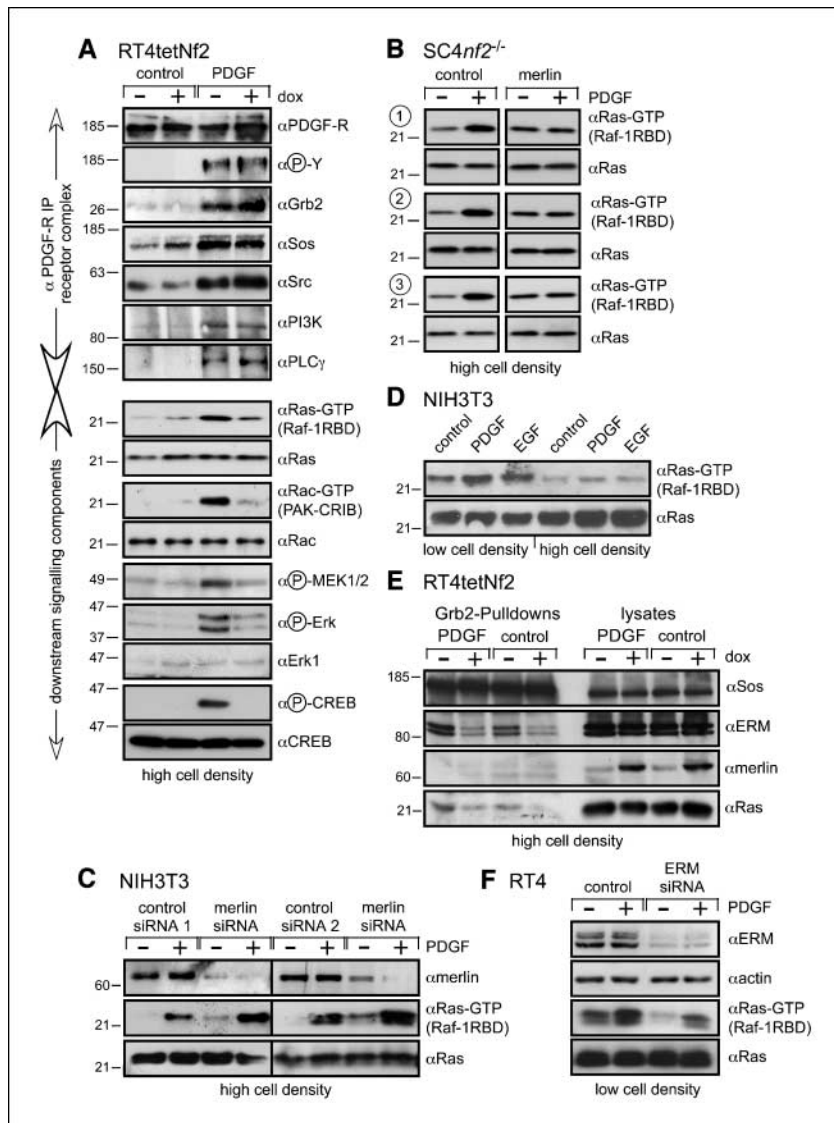 A RT4tetNf2
control PDGF
– + – + dox
185 αPDGF-R
185 αⓅ-Y
26 αGrb2
185
αSos
63 αSrc
αPI3K
80
150 αPLCγ
α PDGF-R IP
receptor complex
21 αRas-GTP
(Raf-1RBD)
21 αRas
21 αRac-GTP
(PAK-CRIB)
21 αRac
49 αⓅ-MEK1/2
47 αⓅ-Erk
37
47 αErk1
47 αⓅ-CREB
47
αCREB
downstream signalling components
high cell density
B SC4nf2-/-
control merlin
– + – + PDGF
① αRas-GTP
21 (Raf-1RBD)
21 αRas
② αRas-GTP
21 (Raf-1RBD)
21 αRas
③ αRas-GTP
21 (Raf-1RBD)
21 αRas
high cell density
D NIH3T3
control PDGF EGF control PDGF EGF
αRas-GTP
21 (Raf-1RBD)
21 αRas
low cell density high cell density
E RT4tetNf2
Grb2-Pulldowns lysates
PDGF control PDGF control
– + – + – + – + dox
185
αSos
80 αERM
60 αmerlin
21 αRas
high cell density
C NIH3T3
control siRNA 1 merlin siRNA control siRNA 2 merlin siRNA
– + – + – + – + PDGF
60 αmerlin
21 αRas-GTP
(Raf-1RBD)
21 αRas
high cell density
F RT4
control ERM siRNA
– + – + PDGF
αERM
αactin
αRas-GTP
(Raf-1RBD)
αRas
low cell density